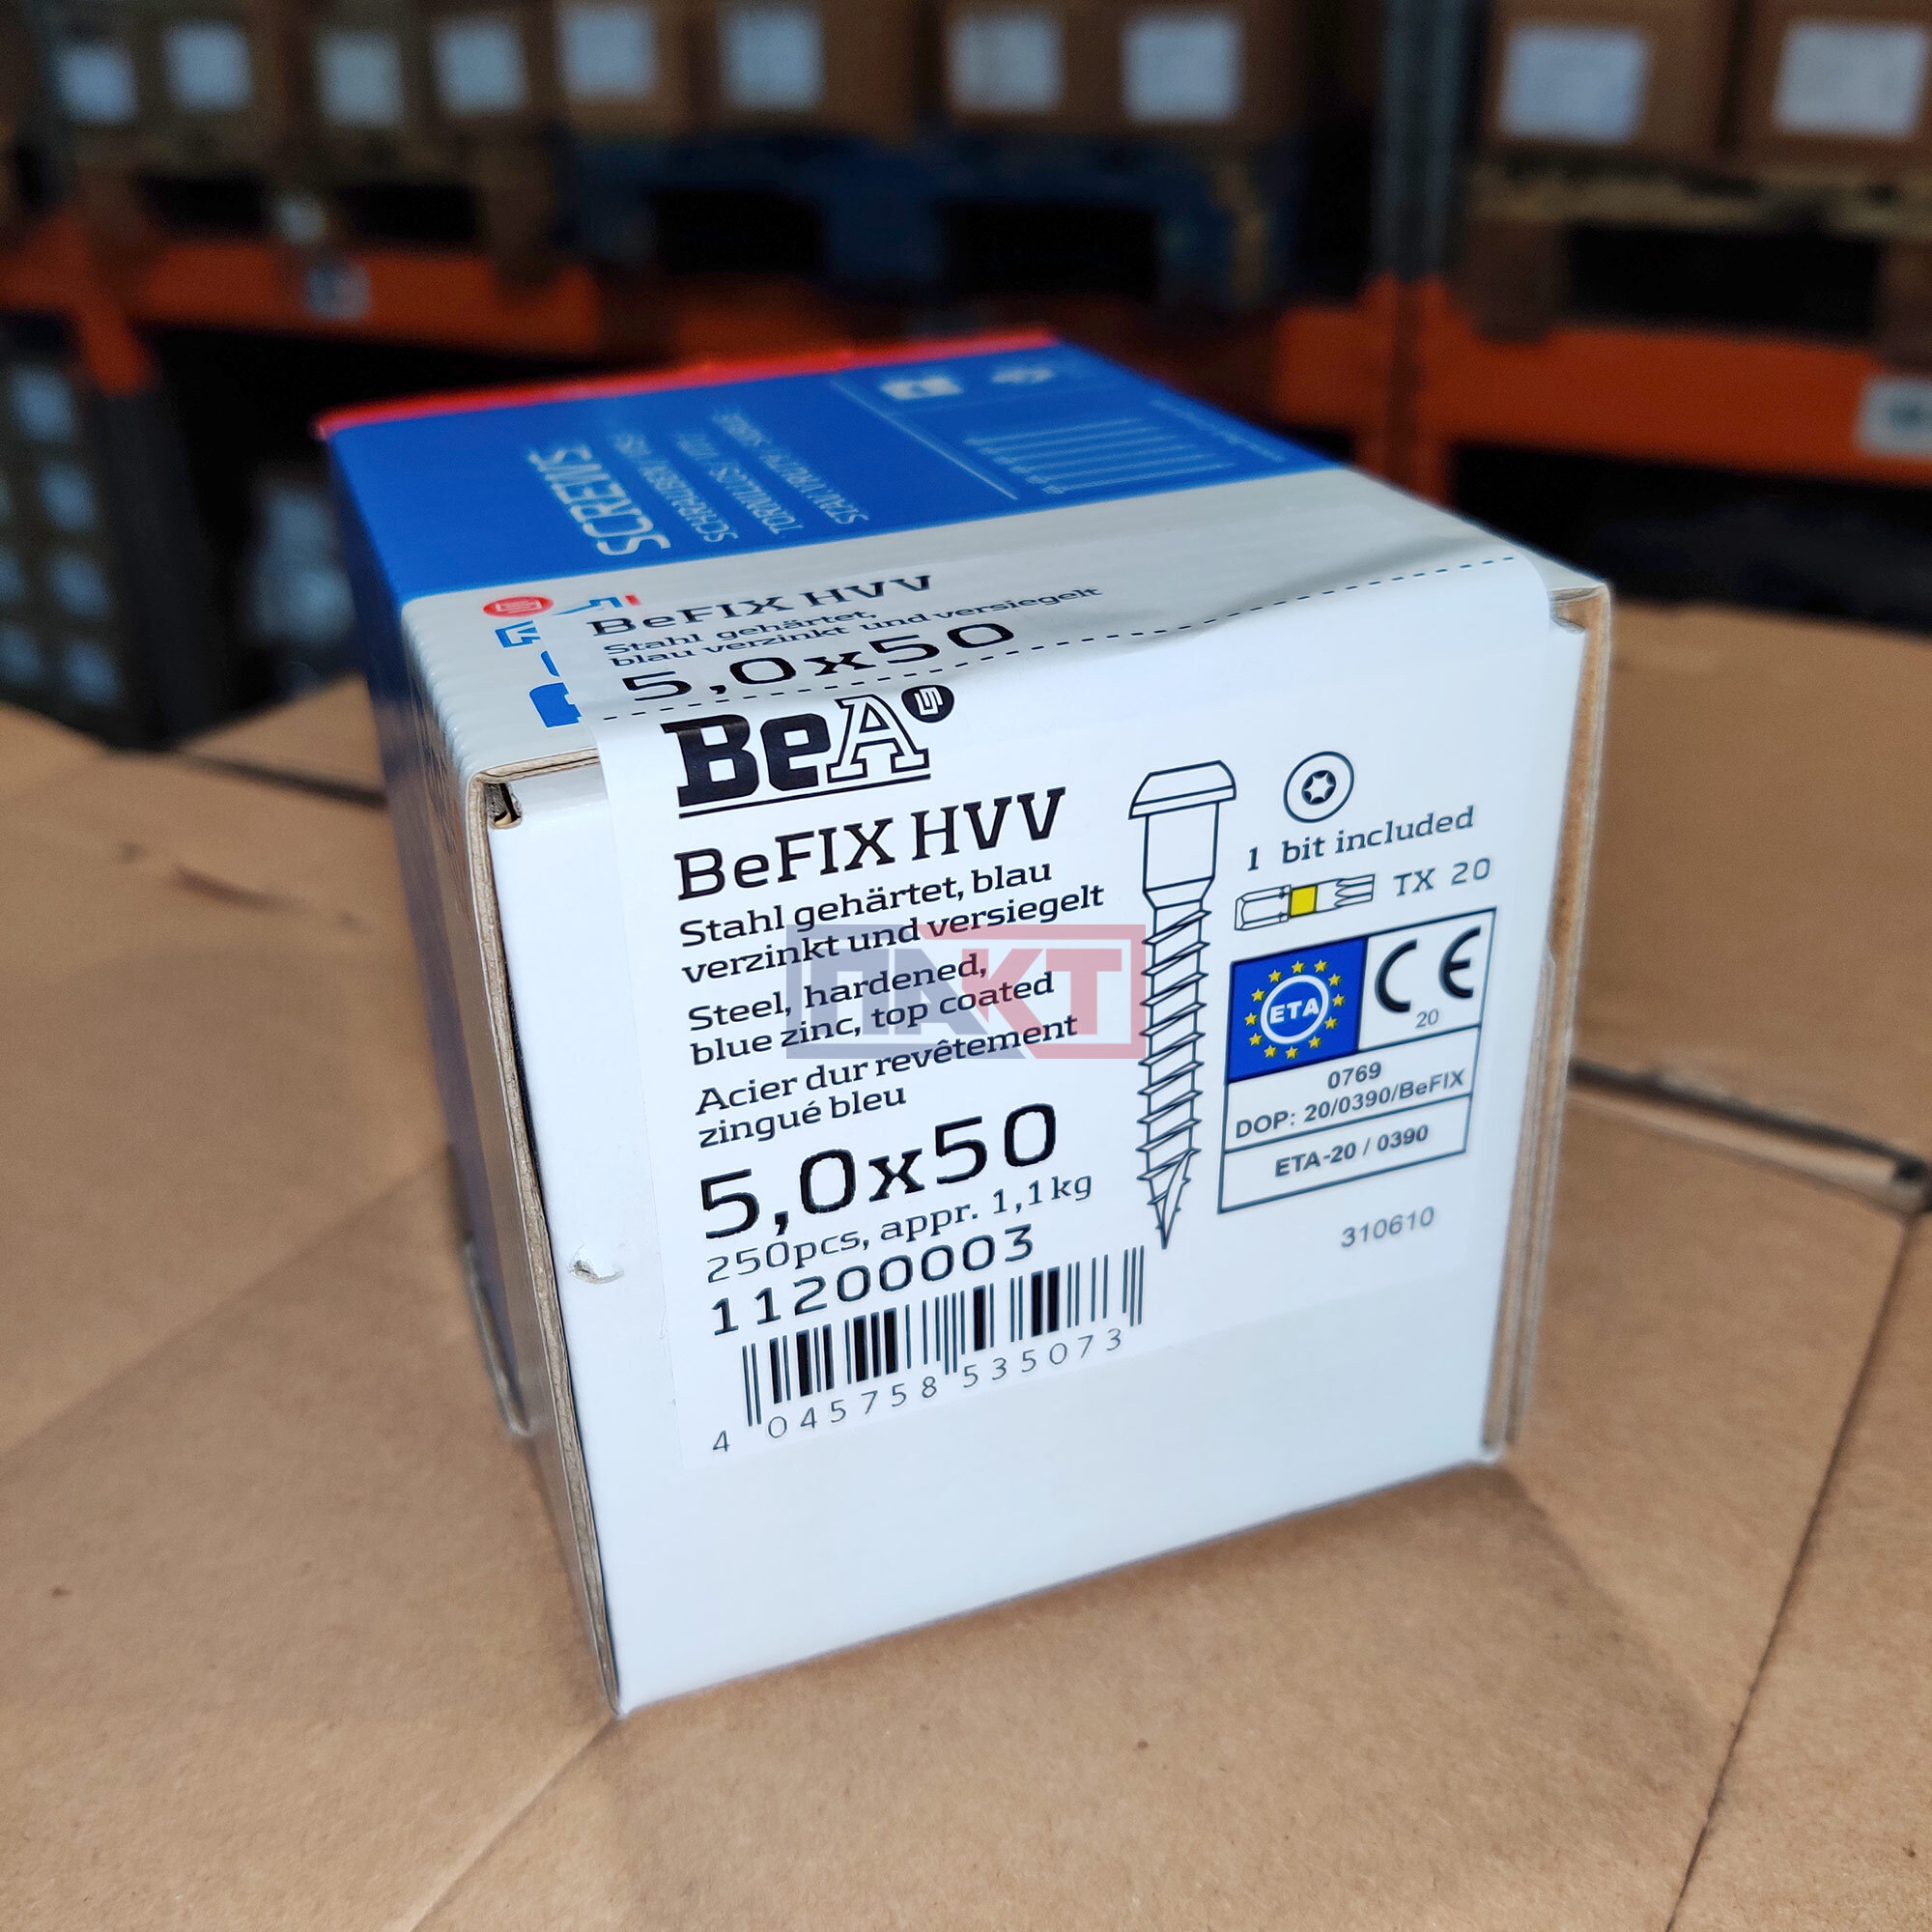 SCREWS
SCHRAUBEN
BeFIX HVV
Stahl gehärtet,
blau verzinkt und versiegelt
5,0x50
BeA
BeFIX HVV
Stahl gehärtet, blau
verzinkt und versiegelt
Steel, hardened,
blue zinc, top coated
Acier dur revêtement
zingué bleu
5,0x50
250pcs, appr. 1,1kg
11200003
4 045758 535073
1 bit included
TX 20
ETA
CE
20
0769
DOP: 20/0390/BeFIX
ETA-20 / 0390
310610
ПАКТ